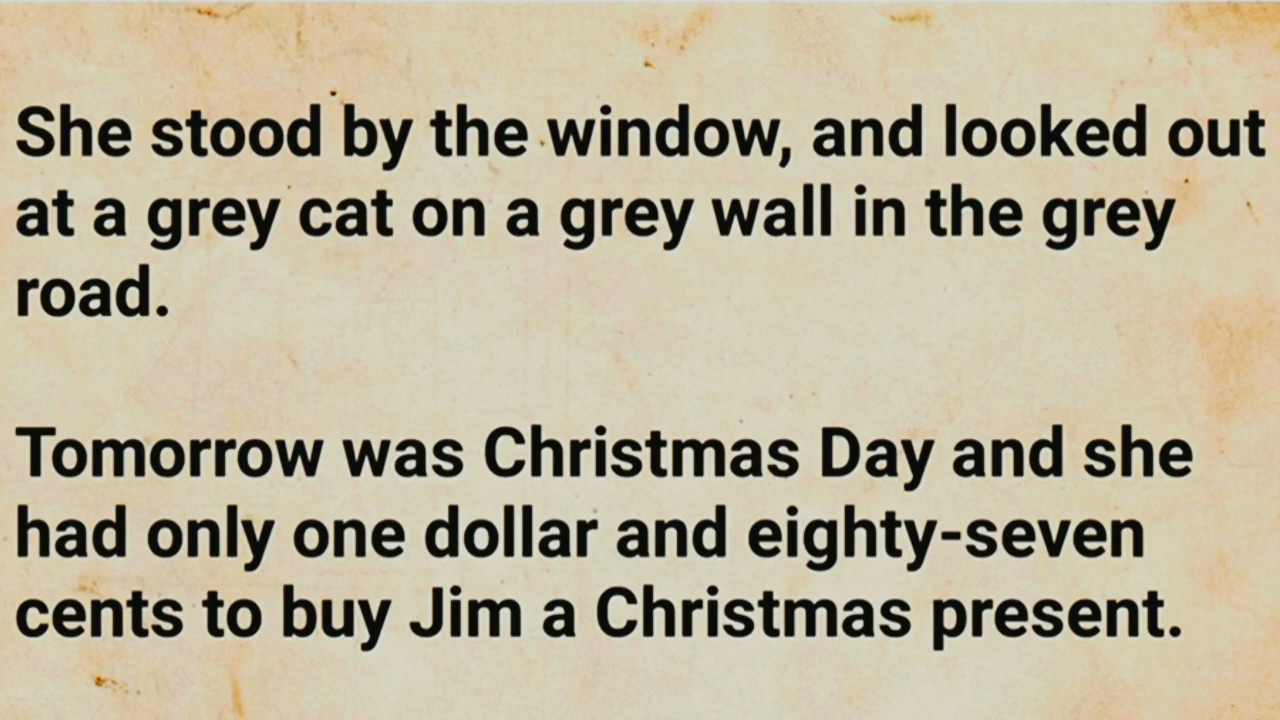 She stood by the window, and looked out
at a grey cat on a grey wall in the grey
road.
Tomorrow was Christmas Day and she
had only one dollar and eighty-seven
cents to buy Jim a Christmas present.